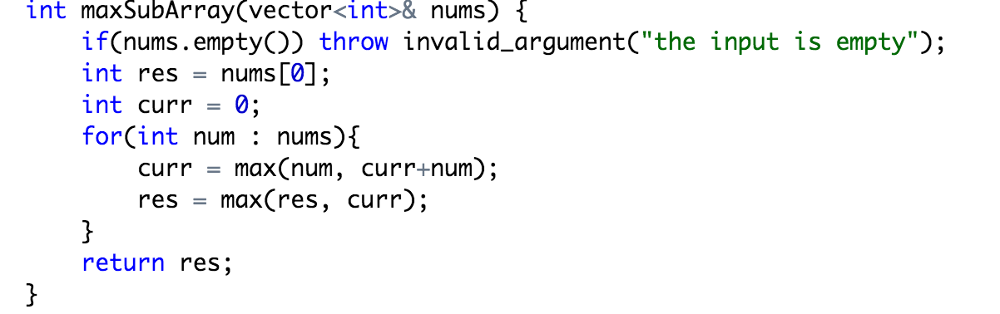 int maxSubArray(vector<int>& nums) {
if(nums.empty()) throw invalid_argument("the input is empty");
int res = nums[0];
int curr = 0;
for(int num : nums){
curr = max(num, curr+num);
res = max(res, curr);
}
return res;
}